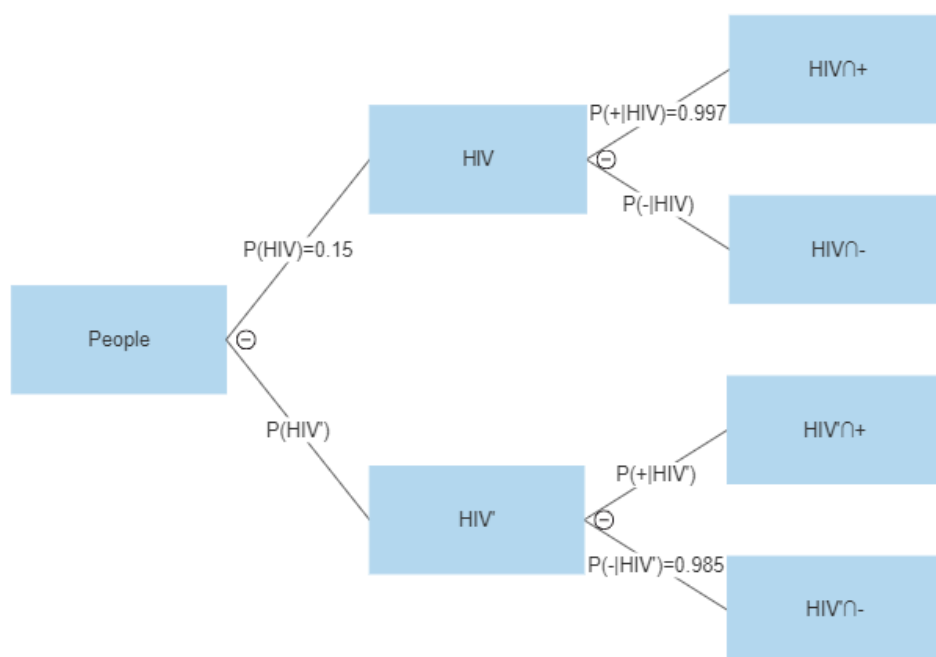 HIV∩+
P(+|HIV)=0.997
HIV
P(-|HIV)
P(HIV)=0.15
HIV∩-
People
P(HIV')
HIV'∩+
P(+|HIV')
HIV'
P(-|HIV')=0.985
HIV'∩-